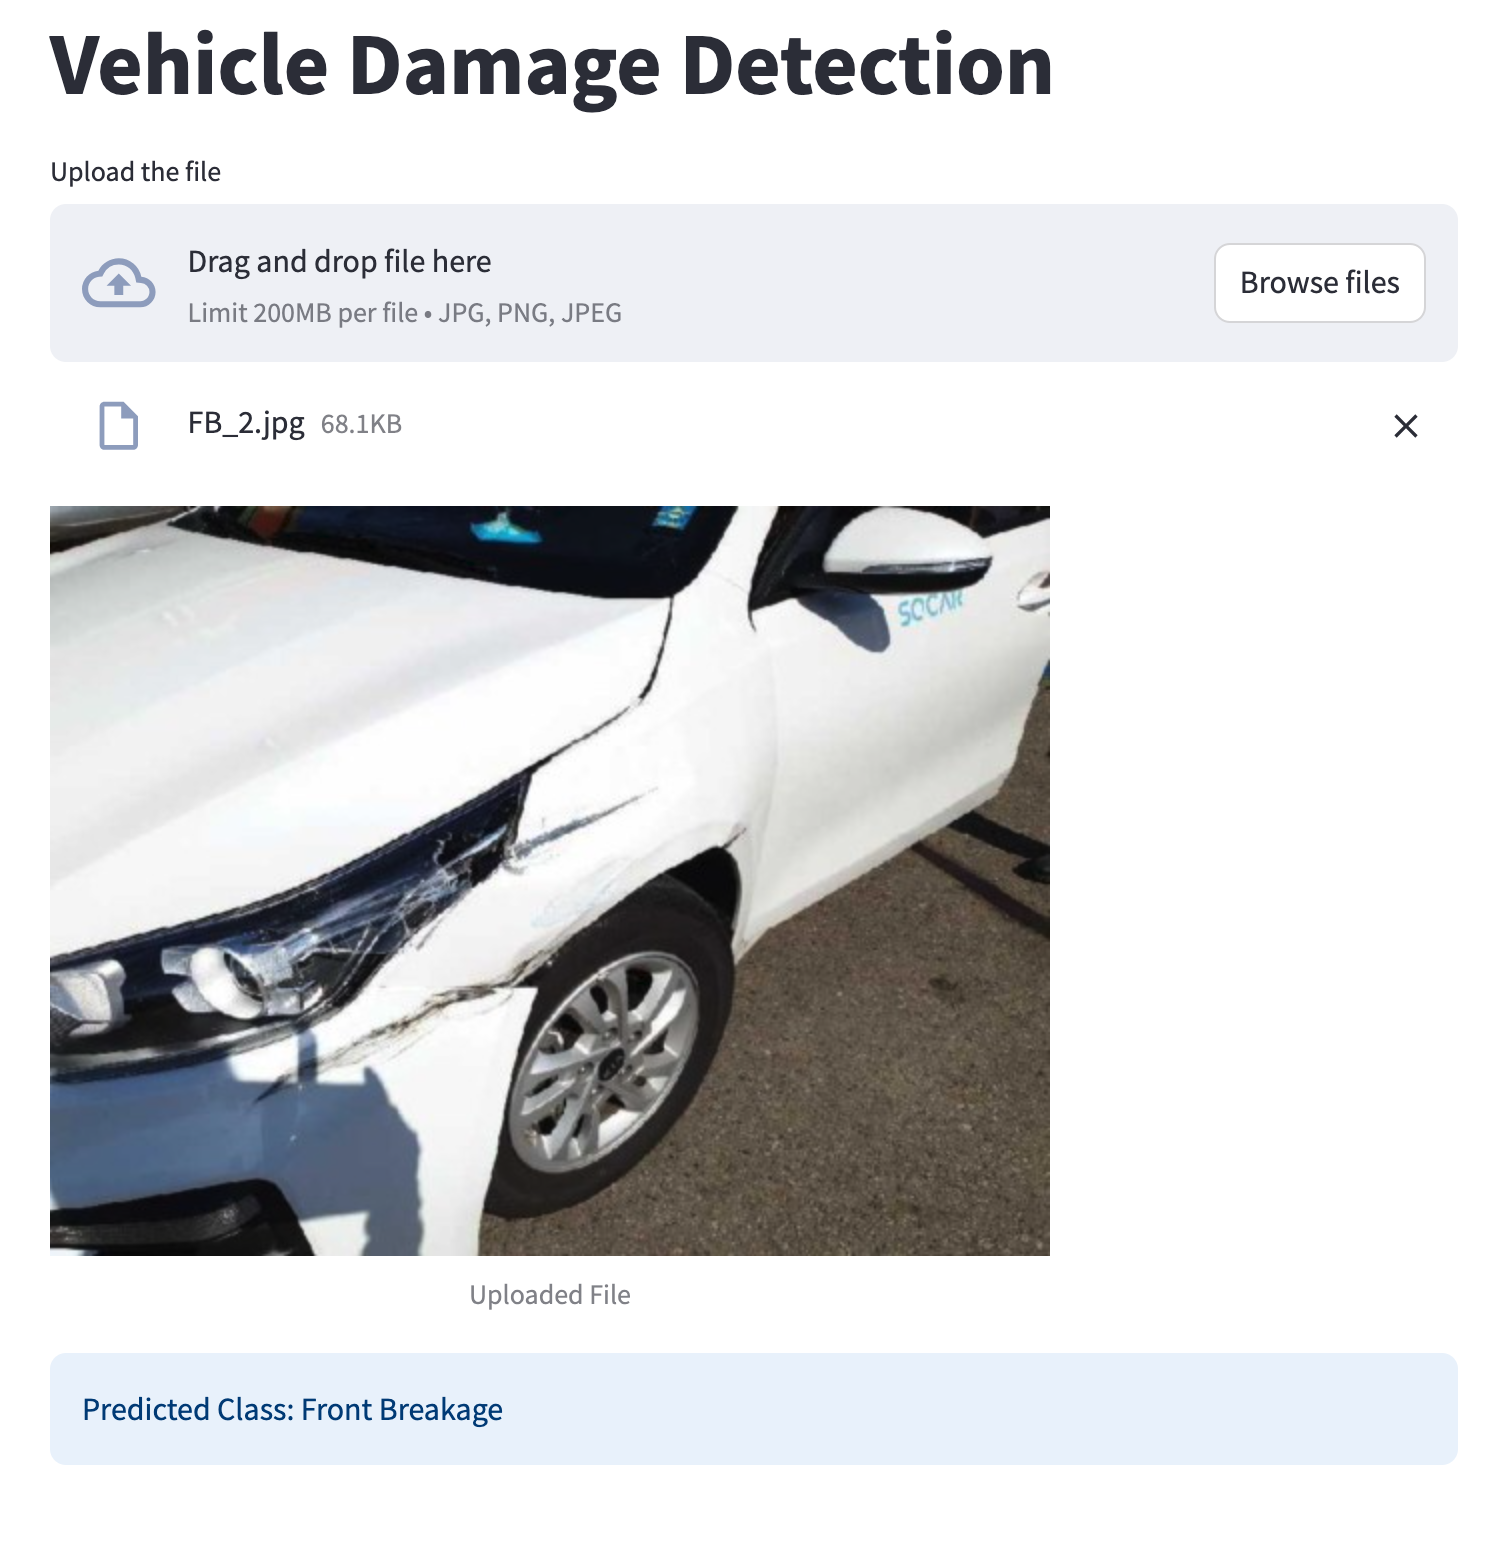 Vehicle Damage Detection
Upload the file
Drag and drop file here
Limit 200MB per file • JPG, PNG, JPEG
Browse files
FB_2.jpg 68.1KB
SOCAR
Uploaded File
Predicted Class: Front Breakage